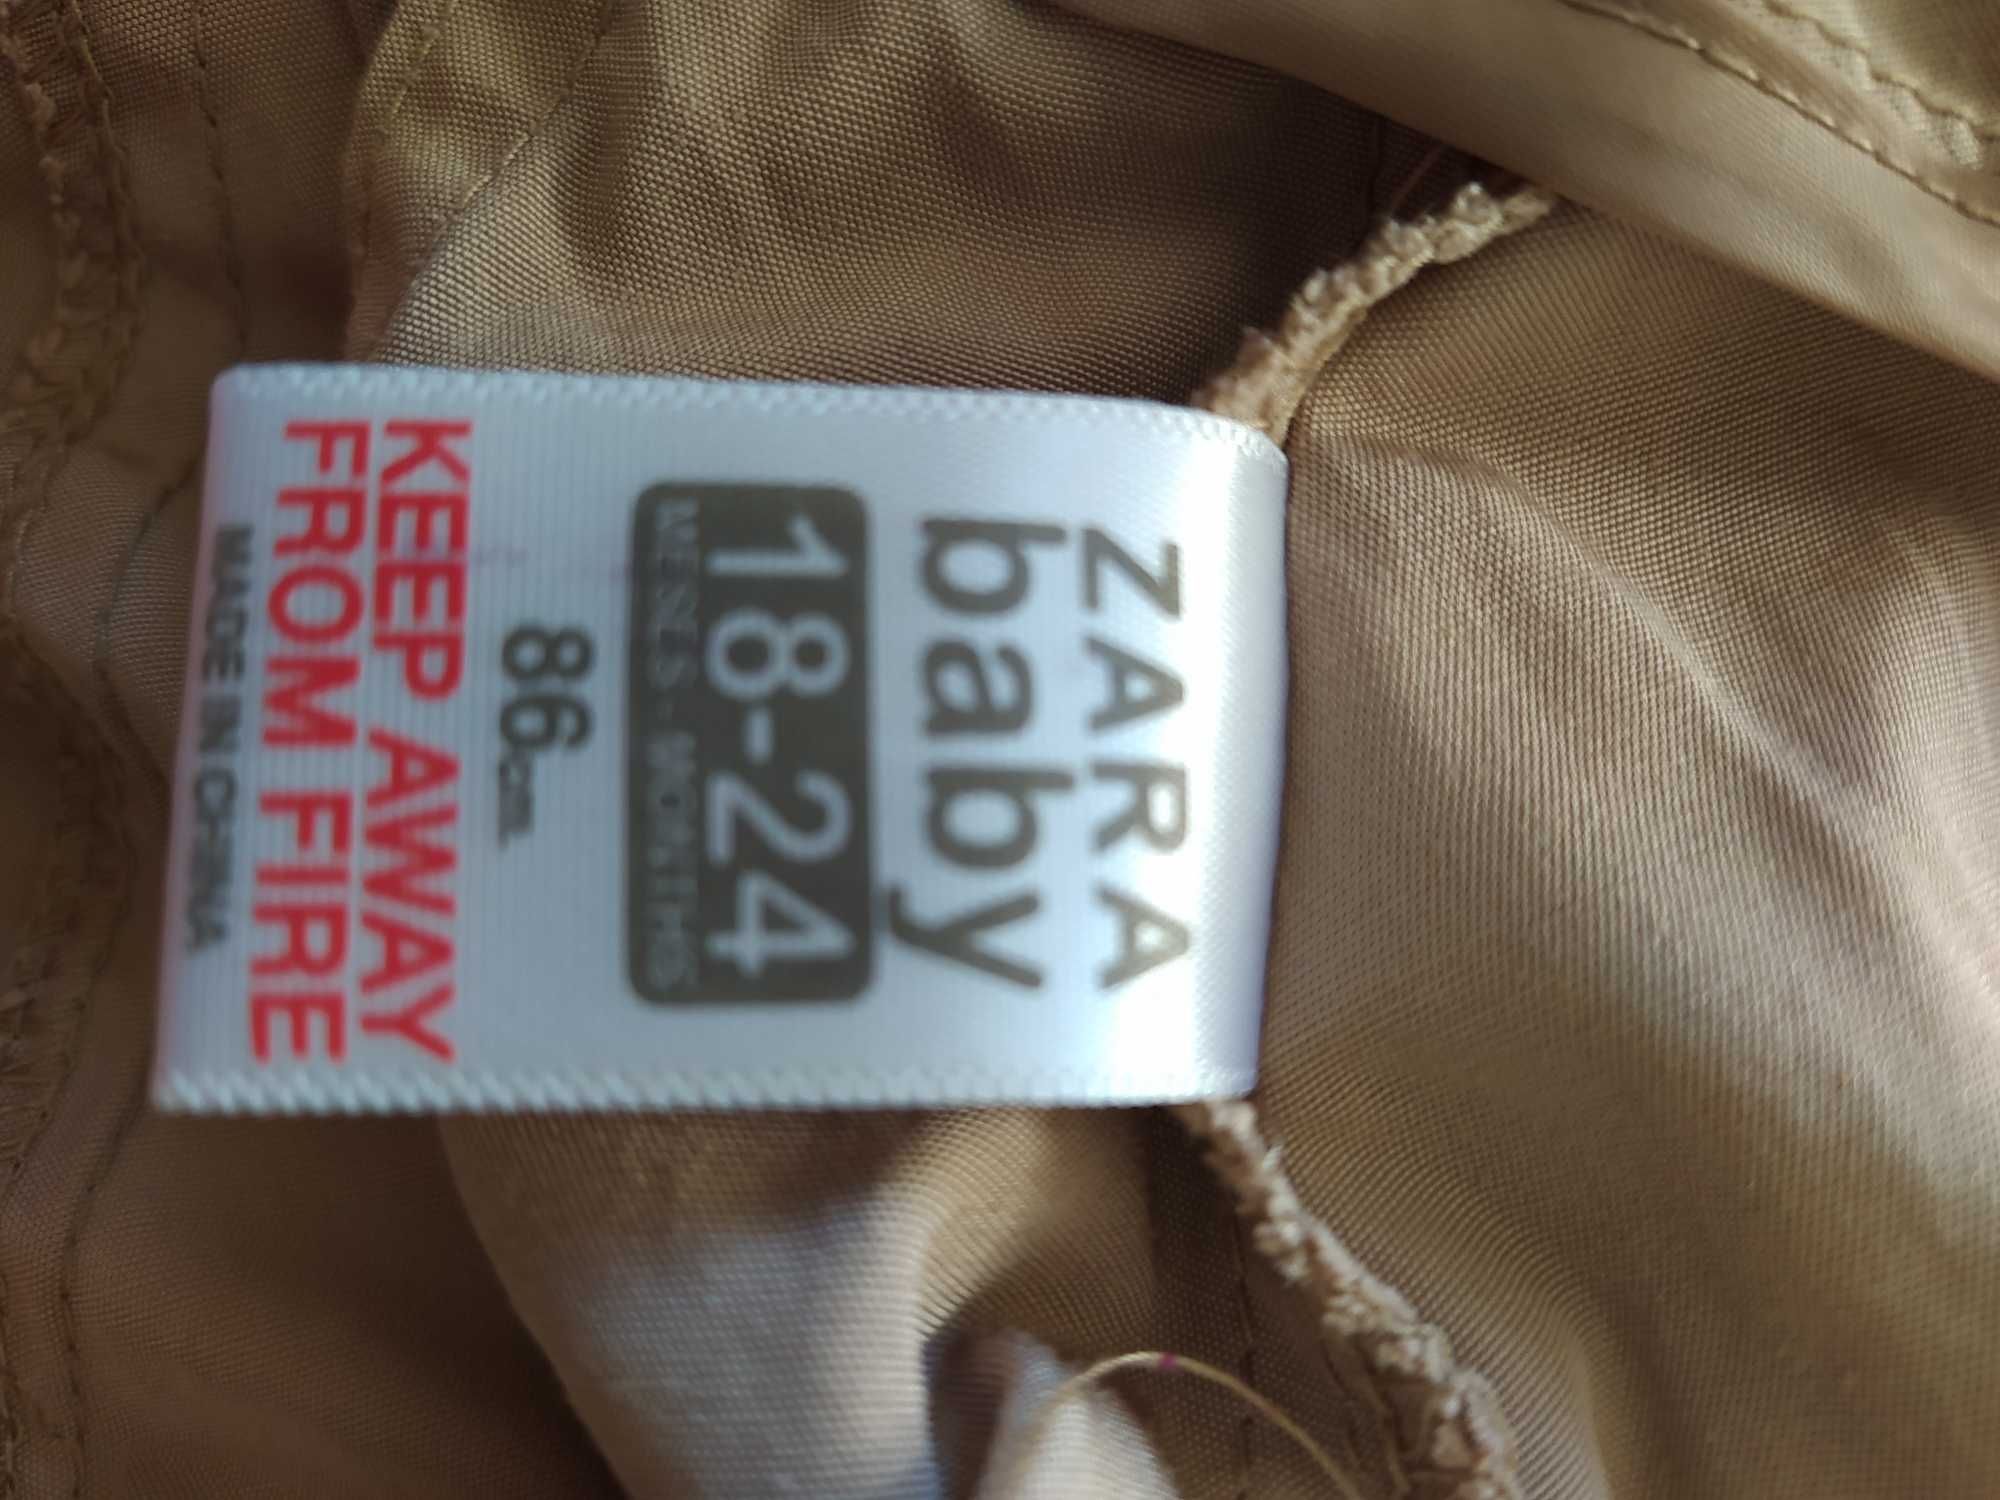 ZARA
baby
18-24
MESES - MONTHS
86cm.
KEEP AWAY
FROM FIRE
MADE IN CHINA